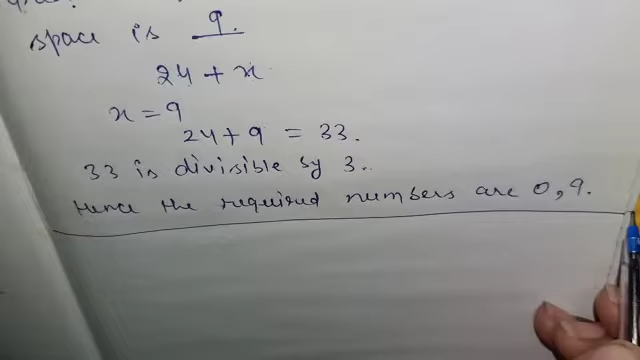 space is 9.
24 + x
x = 9
24 + 9 = 33.
33 is divisible by 3.
Hence the required numbers are 0, 9.